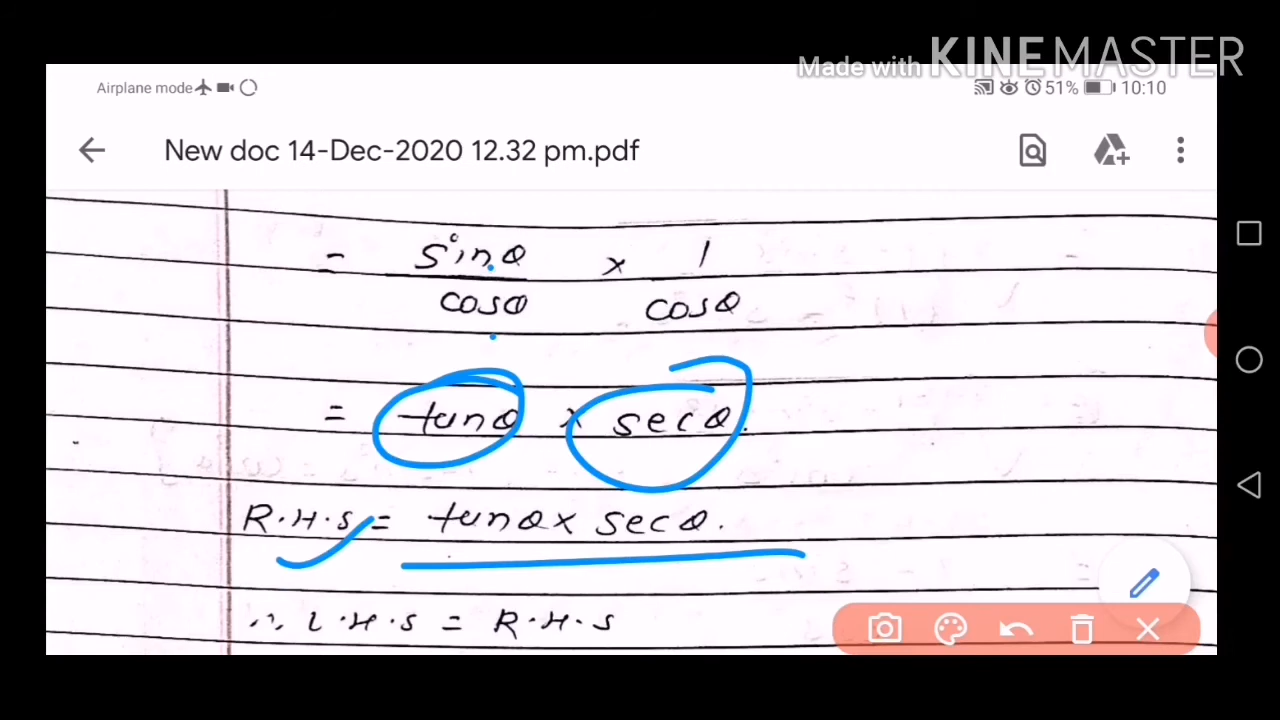 Made with KINEMASTER
Airplane mode 51% 10:10
New doc 14-Dec-2020 12.32 pm.pdf
= sinθ/cosθ × 1/cosθ
= tanθ × secθ.
R.H.S = tanθ × secθ.
∴ L.H.S = R.H.S